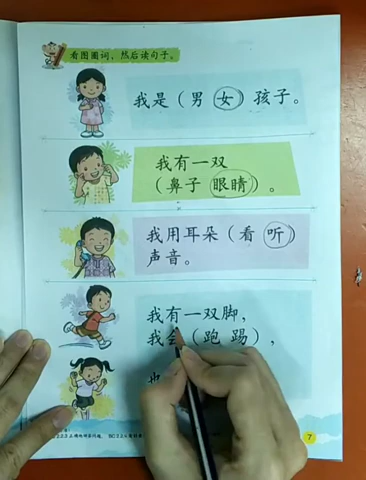 看图圈词，然后读句子。
我是（男 女）孩子。
我有一双
（鼻子 眼睛）。
我用耳朵（看 听）
声音。
我有一双脚，
我会（跑 踢），
也
7